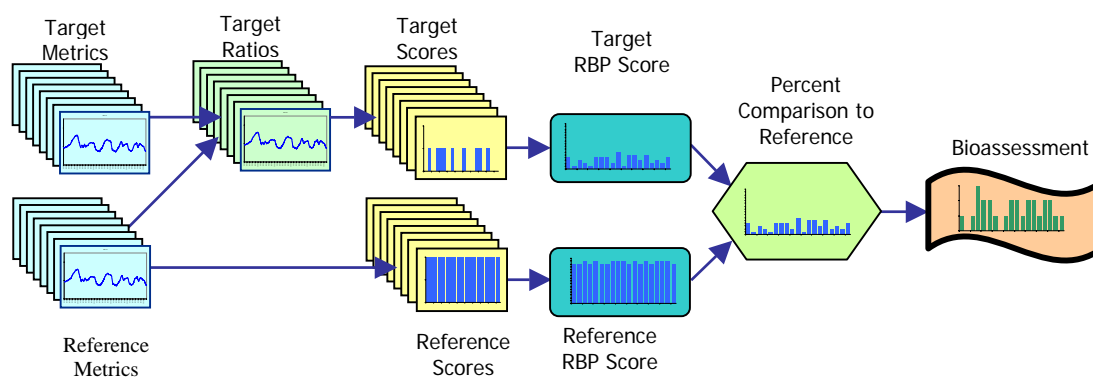 Target
Metrics
Target
Ratios
Target
Scores
Target
RBP Score
Percent
Comparison to
Reference
Bioassessment
Reference
Metrics
Reference
Scores
Reference
RBP Score